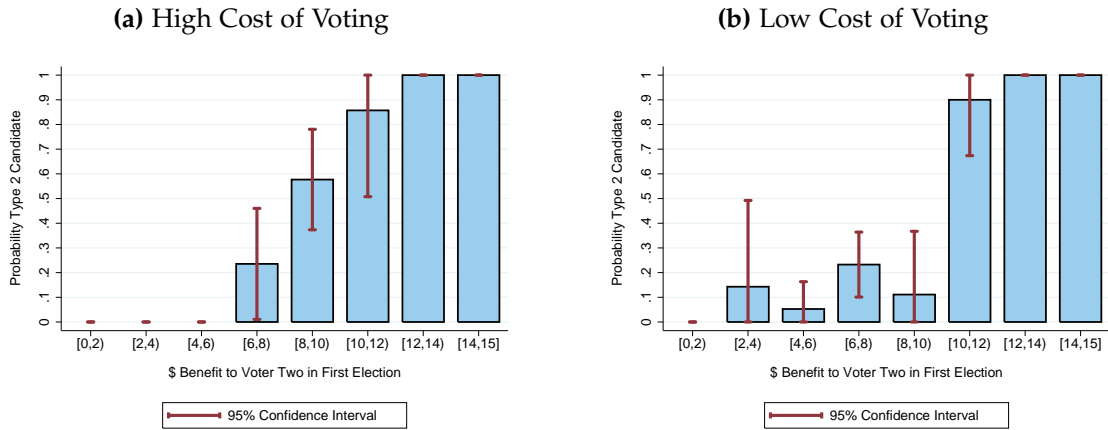 (a) High Cost of Voting
Probability Type 2 Candidate
1
.9
.8
.7
.6
.5
.4
.3
.2
.1
0
[0,2) [2,4) [4,6) [6,8) [8,10) [10,12) [12,14) [14,15]
$ Benefit to Voter Two in First Election
95% Confidence Interval
(b) Low Cost of Voting
Probability Type 2 Candidate
1
.9
.8
.7
.6
.5
.4
.3
.2
.1
0
[0,2) [2,4) [4,6) [6,8) [8,10) [10,12) [12,14) [14,15]
$ Benefit to Voter Two in First Election
95% Confidence Interval